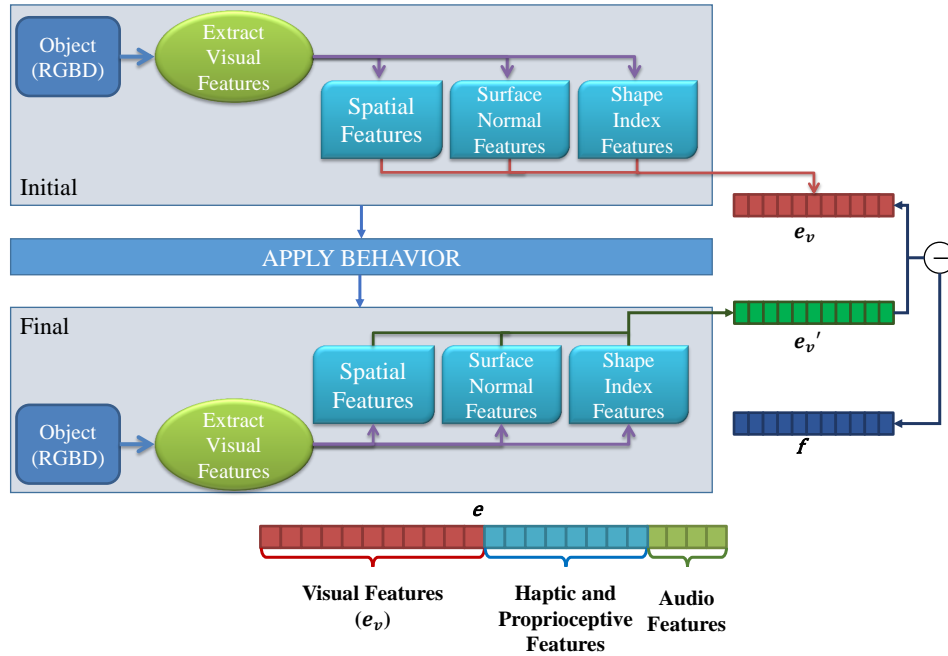 Object
(RGBD)
Extract
Visual
Features
Spatial
Features
Surface
Normal
Features
Shape
Index
Features
Initial
e_v
APPLY BEHAVIOR
−
Final
e_v'
Spatial
Features
Surface
Normal
Features
Shape
Index
Features
Object
(RGBD)
Extract
Visual
Features
f
e
Visual Features
(e_v)
Haptic and
Proprioceptive
Features
Audio
Features